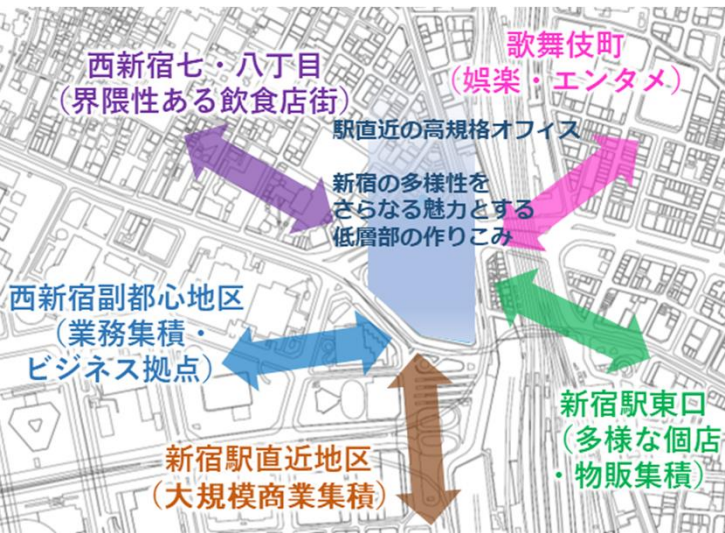 西新宿七・八丁目
（界隈性ある飲食店街）
歌舞伎町
（娯楽・エンタメ）
駅直近の高規格オフィス
新宿の多様性を
さらなる魅力とする
低層部の作りこみ
西新宿副都心地区
（業務集積・
ビジネス拠点）
新宿駅東口
（多様な個店
・物販集積）
新宿駅直近地区
（大規模商業集積）